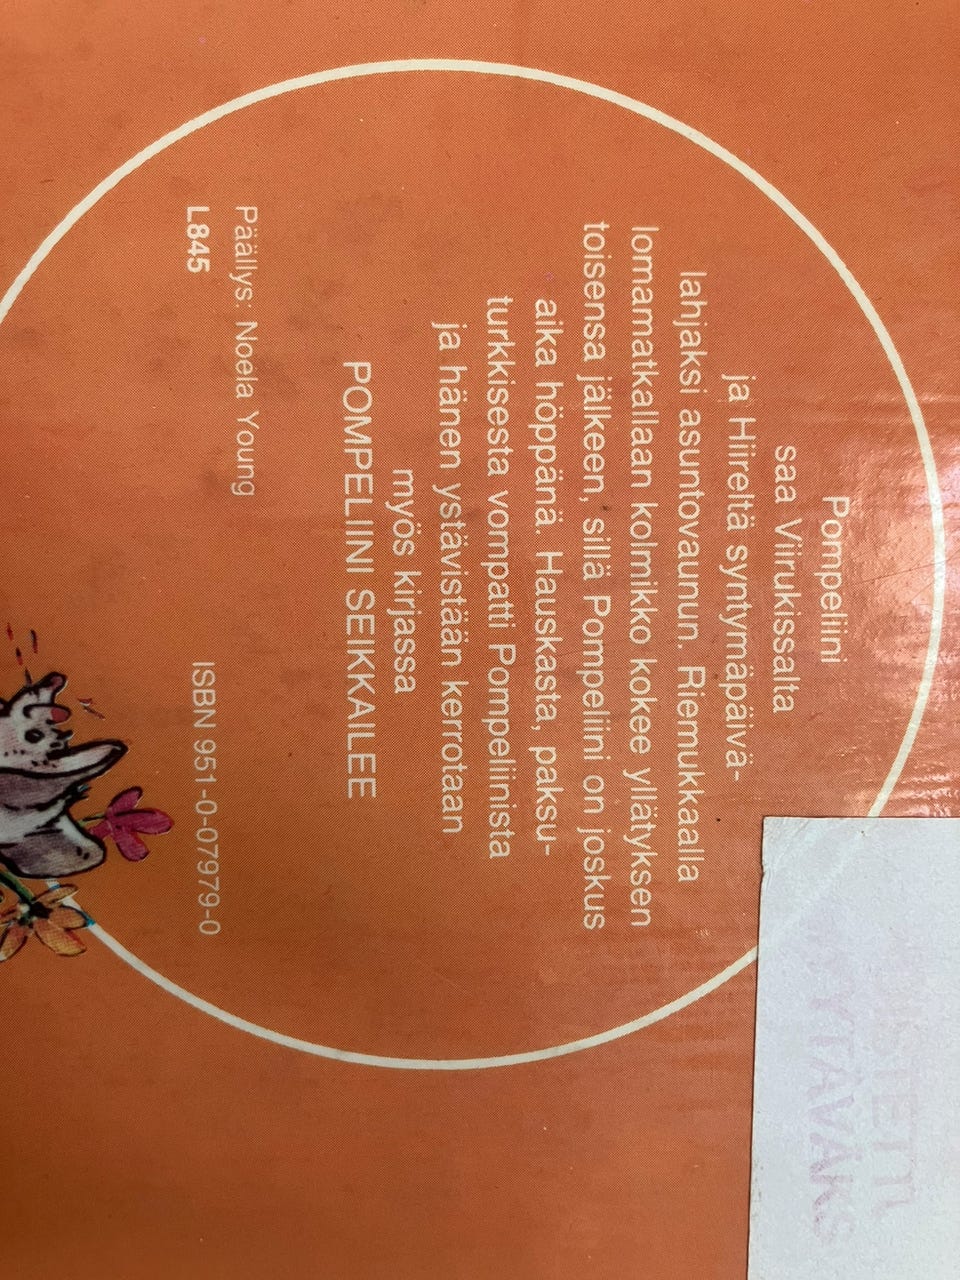 Pompeliini
saa Viirukissalta
ja Hiireltä syntymäpäivä-
lahjaksi asuntovaunun. Riemukkaalla
lomamatkallaan kolmikko kokee yllätyksen
toisensa jälkeen, sillä Pompeliini on joskus
aika höppänä. Hauskasta, paksu-
turkkisesta vompatti Pompeliinista
ja hänen ystävistään kerrotaan
myös kirjassa
POMPELIIN SEIKKAILEE
Päällys: Noela Young
L845
ISBN 951-0-07979-0